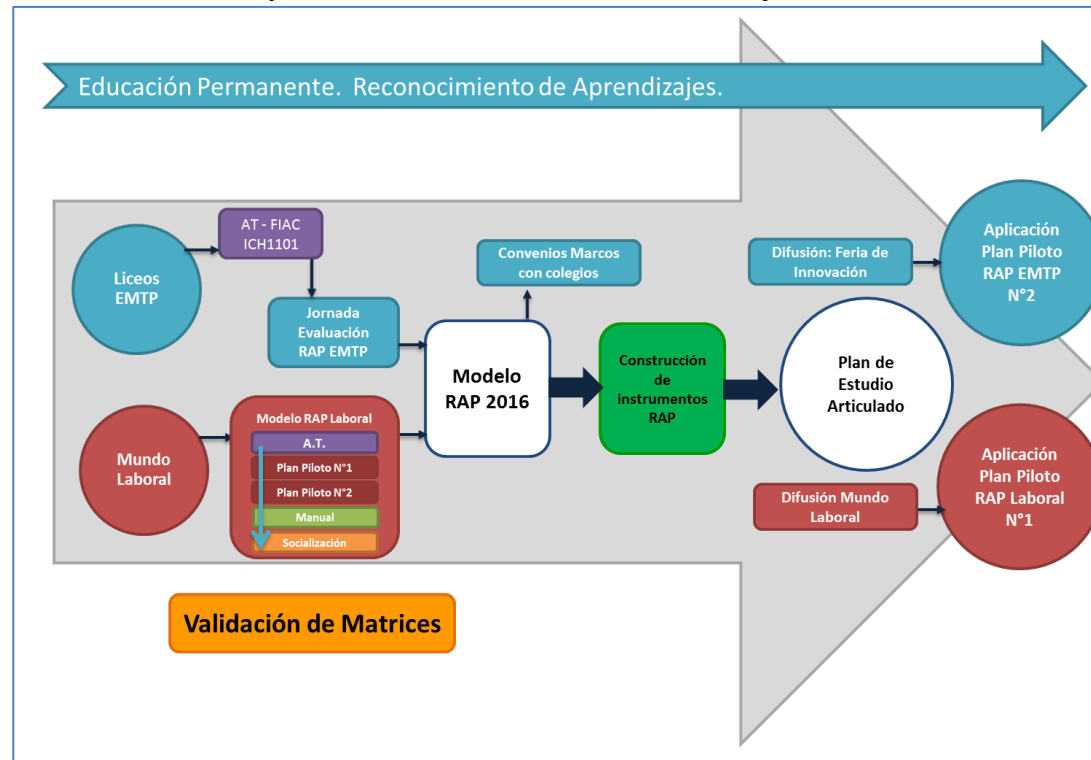 Educación Permanente. Reconocimiento de Aprendizajes.
AT - FIAC
ICH1101
Liceos
EMTP
Jornada
Evaluación
RAP EMTP
Convenios Marcos
con colegios
Difusión: Feria de
Innovación
Aplicación
Plan Piloto
RAP EMTP
N°2
Modelo
RAP 2016
Construcción
de
instrumentos
RAP
Plan de
Estudio
Articulado
Mundo
Laboral
Modelo RAP Laboral
A.T.
Plan Piloto N°1
Plan Piloto N°2
Manual
Socialización
Difusión Mundo
Laboral
Aplicación
Plan Piloto
RAP Laboral
N°1
Validación de Matrices